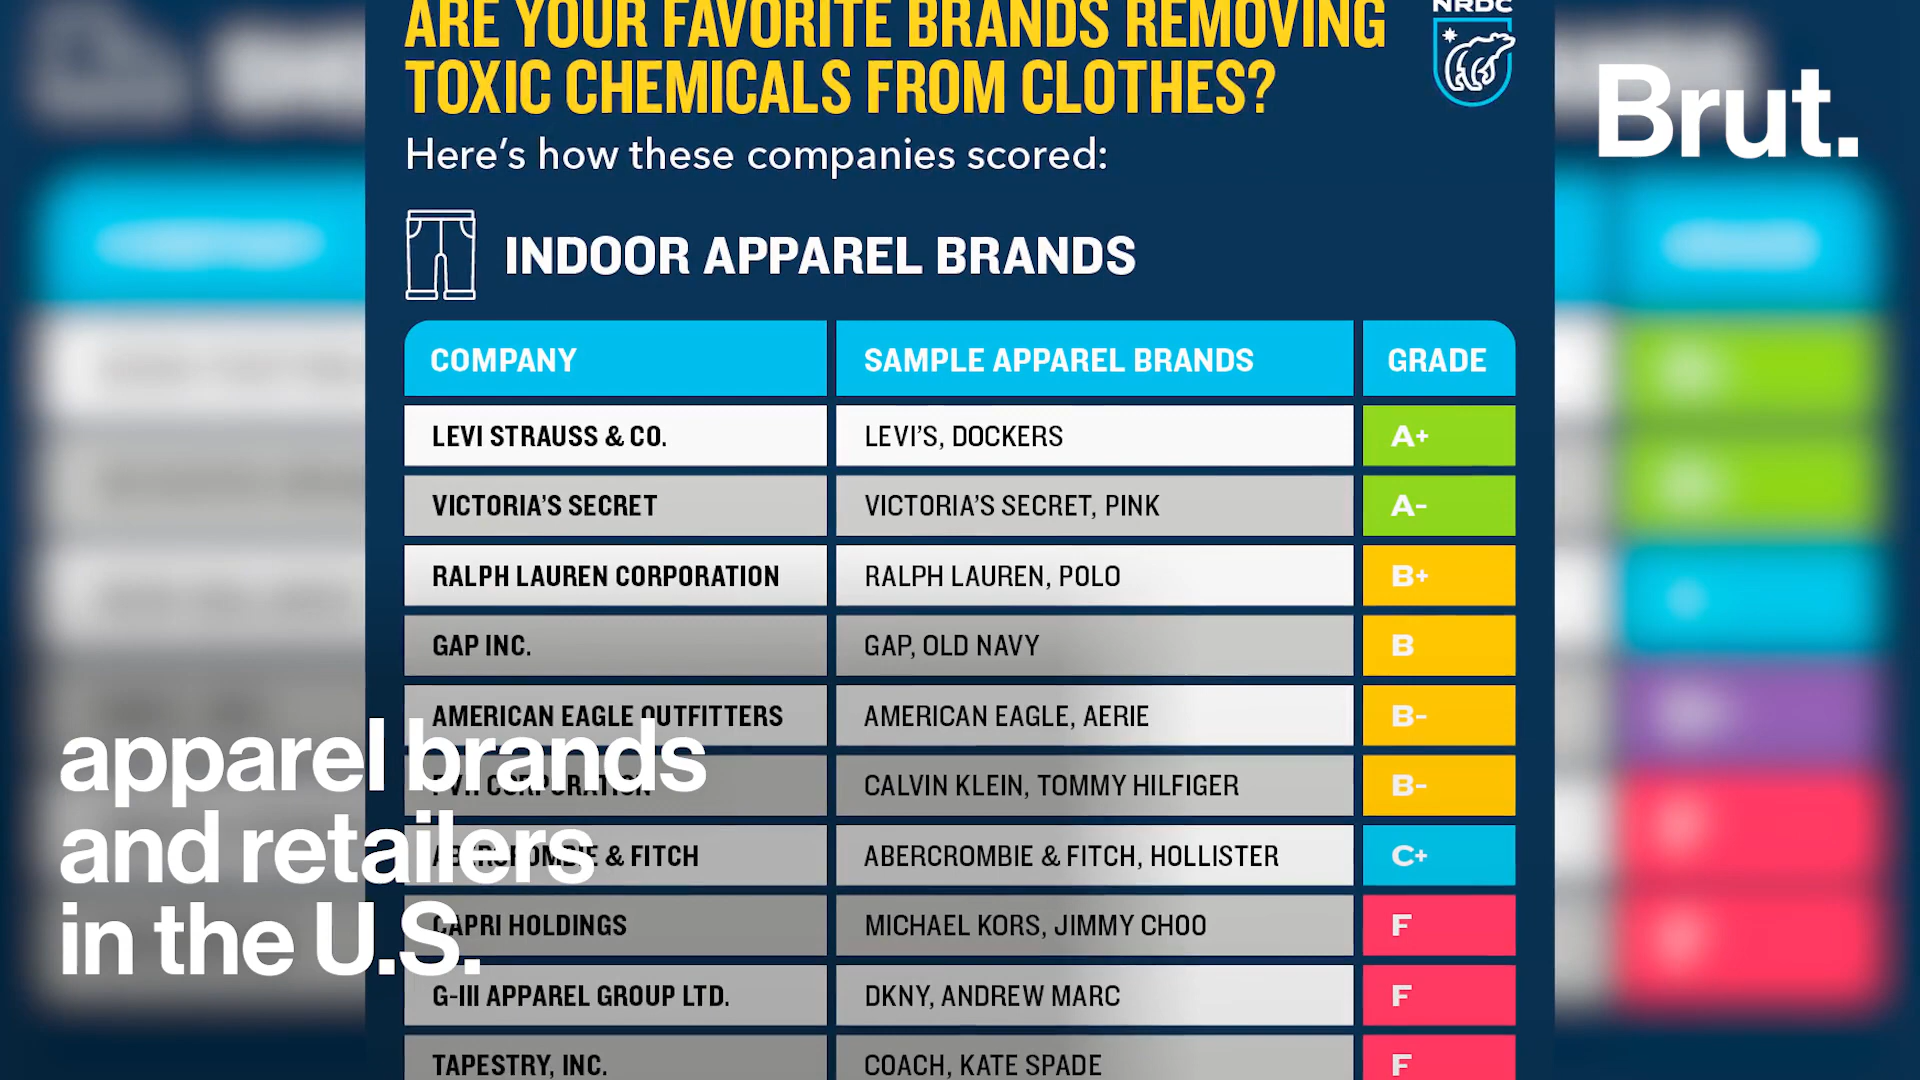 ARE YOUR FAVORITE BRANDS REMOVING
TOXIC CHEMICALS FROM CLOTHES?
NRDC
Brut.
Here's how these companies scored:
INDOOR APPAREL BRANDS
COMPANY SAMPLE APPAREL BRANDS GRADE
LEVI STRAUSS & CO. LEVI'S, DOCKERS A+
VICTORIA'S SECRET VICTORIA'S SECRET, PINK A-
RALPH LAUREN CORPORATION RALPH LAUREN, POLO B+
GAP INC. GAP, OLD NAVY B
AMERICAN EAGLE OUTFITTERS AMERICAN EAGLE, AERIE B-
PVH CORPORATION CALVIN KLEIN, TOMMY HILFIGER B-
ABERCROMBIE & FITCH ABERCROMBIE & FITCH, HOLLISTER C+
CAPRI HOLDINGS MICHAEL KORS, JIMMY CHOO F
G-III APPAREL GROUP LTD. DKNY, ANDREW MARC F
TAPESTRY, INC. COACH, KATE SPADE F
apparel brands
and retailers
in the U.S.